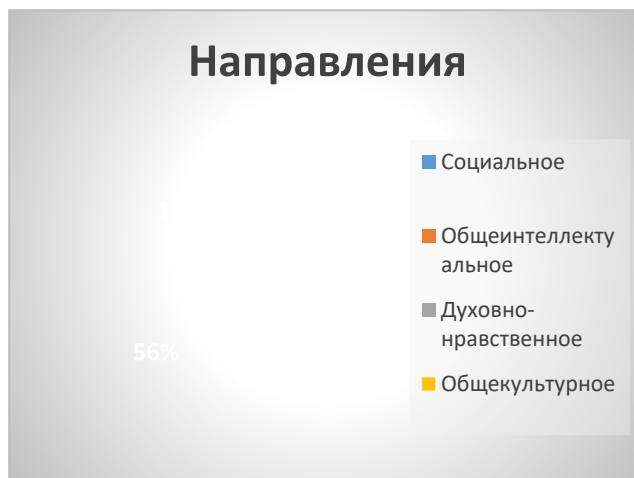 Направления
Социальное
Общеинтеллекту
альное
Духовно-
нравственное
Общекультурное
56%